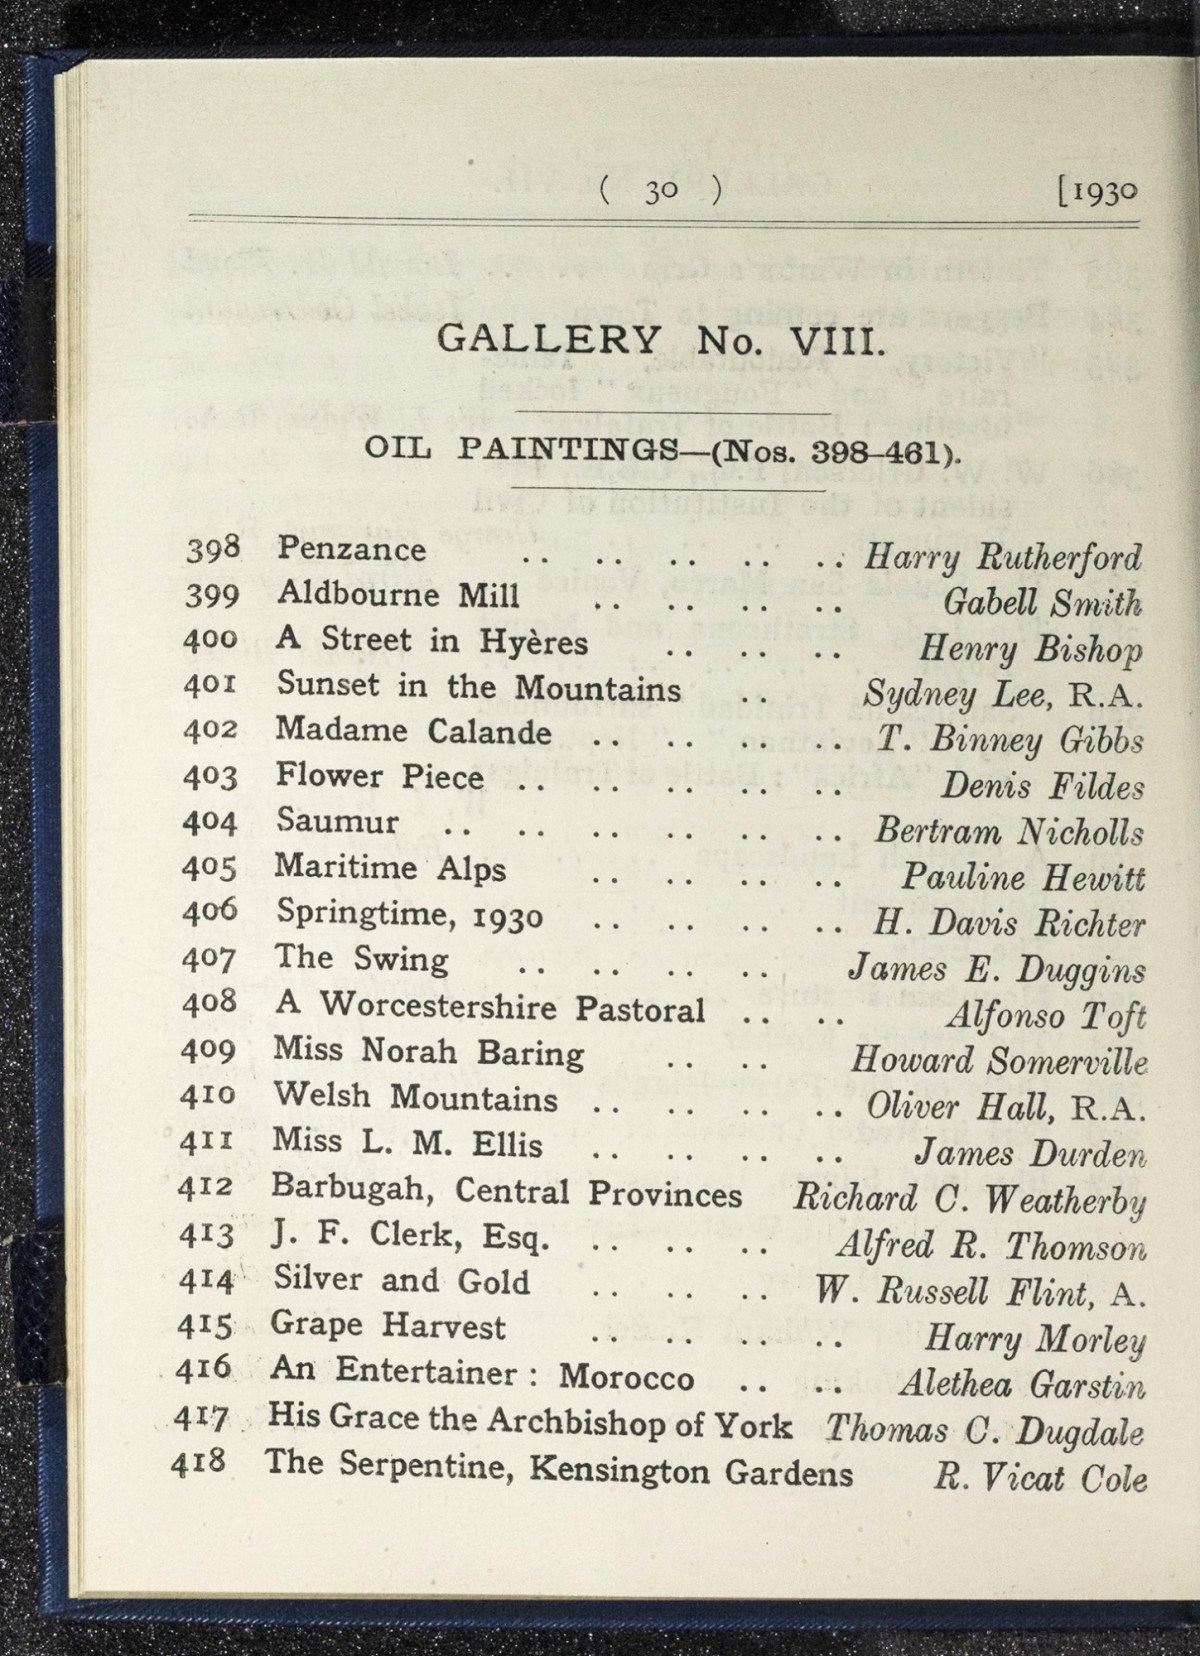 ( 30 ) [1930
GALLERY No. VIII.
OIL PAINTINGS—(Nos. 398–461).
398 Penzance .. .. .. .. .. Harry Rutherford
399 Aldbourne Mill .. .. .. .. Gabell Smith
400 A Street in Hyères .. .. .. Henry Bishop
401 Sunset in the Mountains .. Sydney Lee, R.A.
402 Madame Calande .. .. .. .. T. Binney Gibbs
403 Flower Piece .. .. .. .. .. Denis Fildes
404 Saumur .. .. .. .. .. .. Bertram Nicholls
405 Maritime Alps .. .. .. .. Pauline Hewitt
406 Springtime, 1930 .. .. .. .. H. Davis Richter
407 The Swing .. .. .. .. James E. Duggins
408 A Worcestershire Pastoral .. .. Alfonso Toft
409 Miss Norah Baring .. .. Howard Somerville
410 Welsh Mountains .. .. .. .. Oliver Hall, R.A.
411 Miss L. M. Ellis .. .. .. .. James Durden
412 Barbugah, Central Provinces Richard C. Weatherby
413 J. F. Clerk, Esq. .. .. .. Alfred R. Thomson
414 Silver and Gold .. .. .. W. Russell Flint, A.
415 Grape Harvest .. .. .. .. Harry Morley
416 An Entertainer : Morocco .. .. Alethea Garstin
417 His Grace the Archbishop of York Thomas C. Dugdale
418 The Serpentine, Kensington Gardens R. Vicat Cole